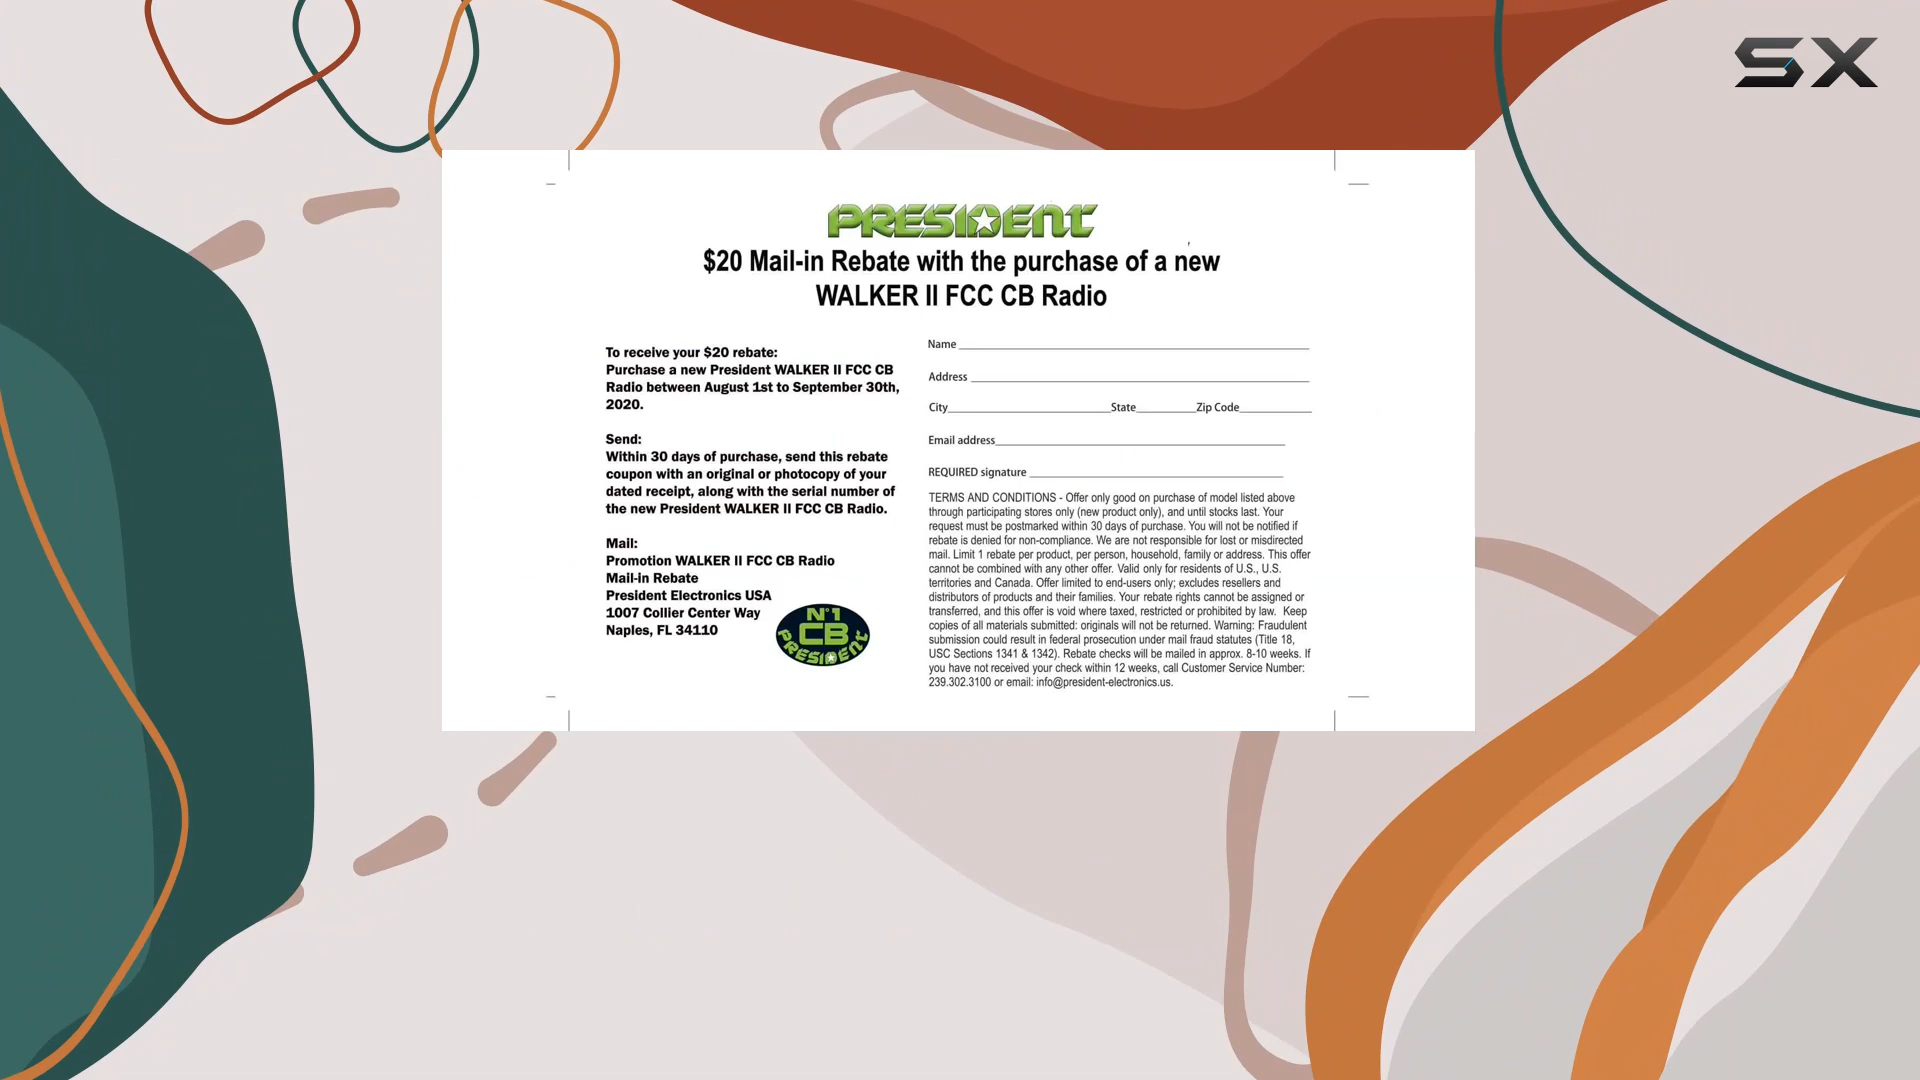 SX
PRESIDENT
$20 Mail-in Rebate with the purchase of a new
WALKER II FCC CB Radio
To receive your $20 rebate:
Purchase a new President WALKER II FCC CB
Radio between August 1st to September 30th,
2020.
Send:
Within 30 days of purchase, send this rebate
coupon with an original or photocopy of your
dated receipt, along with the serial number of
the new President WALKER II FCC CB Radio.
Mail:
Promotion WALKER II FCC CB Radio
Mail-in Rebate
President Electronics USA
1007 Collier Center Way
Naples, FL 34110
N°1
CB
PRESIDENT
Name
Address
City State Zip Code
Email address
REQUIRED signature
TERMS AND CONDITIONS - Offer only good on purchase of model listed above
through participating stores only (new product only), and until stocks last. Your
request must be postmarked within 30 days of purchase. You will not be notified if
rebate is denied for non-compliance. We are not responsible for lost or misdirected
mail. Limit 1 rebate per product, per person, household, family or address. This offer
cannot be combined with any other offer. Valid only for residents of U.S., U.S.
territories and Canada. Offer limited to end-users only; excludes resellers and
distributors of products and their families. Your rebate rights cannot be assigned or
transferred, and this offer is void where taxed, restricted or prohibited by law. Keep
copies of all materials submitted: originals will not be returned. Warning: Fraudulent
submission could result in federal prosecution under mail fraud statutes (Title 18,
USC Sections 1341 & 1342). Rebate checks will be mailed in approx. 8-10 weeks. If
you have not received your check within 12 weeks, call Customer Service Number:
239.302.3100 or email: info@president-electronics.us.